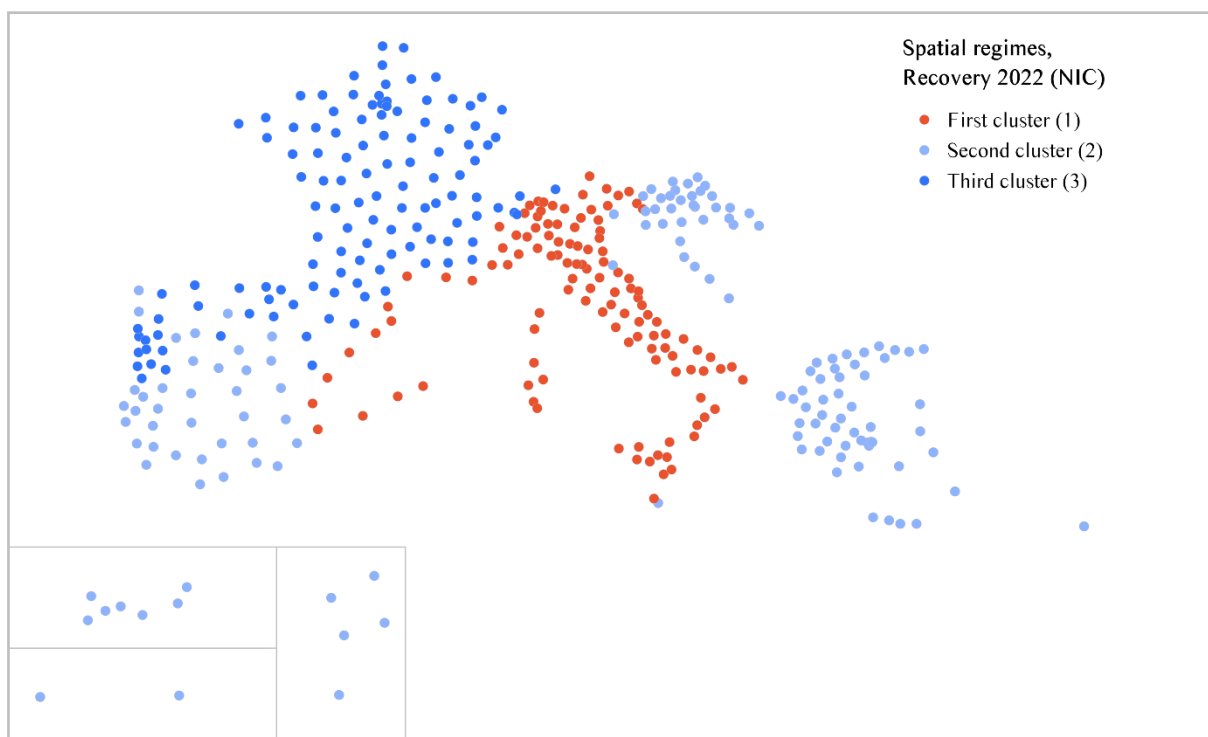 Spatial regimes,
Recovery 2022 (NIC)
First cluster (1)
Second cluster (2)
Third cluster (3)